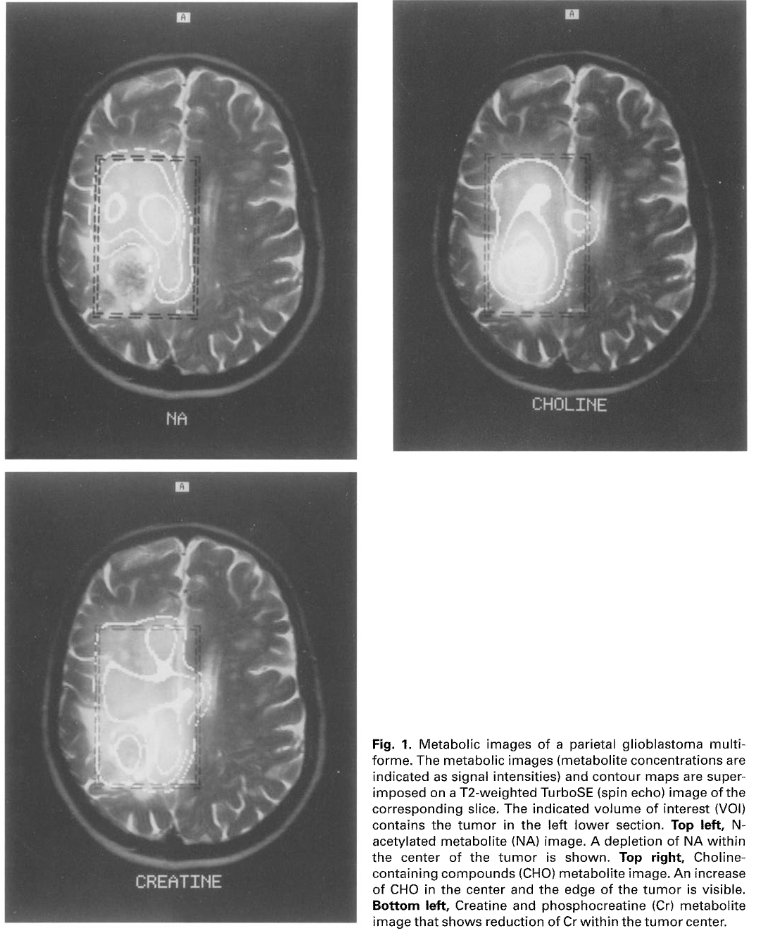 A
NA
A
CHOLINE
A
CREATINE
Fig. 1. Metabolic images of a parietal glioblastoma multi-
forme. The metabolic images (metabolite concentrations are
indicated as signal intensities) and contour maps are super-
imposed on a T2-weighted TurboSE (spin echo) image of the
corresponding slice. The indicated volume of interest (VOI)
contains the tumor in the left lower section. Top left, N-
acetylated metabolite (NA) image. A depletion of NA within
the center of the tumor is shown. Top right, Choline-
containing compounds (CHO) metabolite image. An increase
of CHO in the center and the edge of the tumor is visible.
Bottom left, Creatine and phosphocreatine (Cr) metabolite
image that shows reduction of Cr within the tumor center.